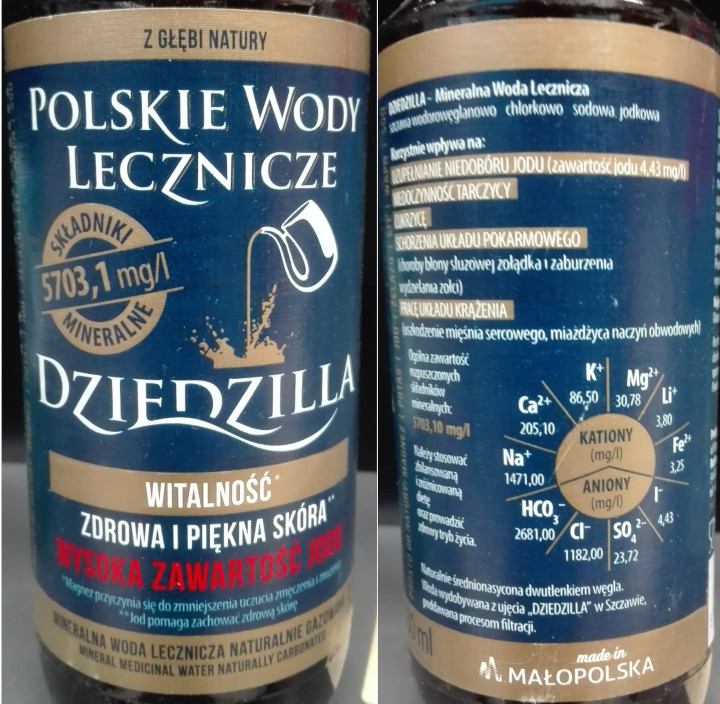 Z GŁĘBI NATURY
POLSKIE WODY
LECZNICZE
SKŁADNIKI
5703,1 mg/l
MINERALNE
DZIEDZILLA
WITALNOŚĆ*
ZDROWA I PIĘKNA SKÓRA**
WYSOKA ZAWARTOŚĆ JODU
*Magnez przyczynia się do zmniejszenia uczucia zmęczenia i znużenia
**Jod pomaga zachować zdrową skórę
MINERALNA WODA LECZNICZA NATURALNIE GAZOWANA
MINERAL MEDICINAL WATER NATURALLY CARBONATED
DZIEDZILLA - Mineralna Woda Lecznicza
szczawa wodorowęglanowo chlorkowo sodowa, jodkowa
Korzystnie wpływa na:
UZUPEŁNIANIE NIEDOBÓRU JODU (zawartość jodu 4,43 mg/l)
NIEDOCZYNNOŚĆ TARCZYCY
CUKRZYCĘ
SCHORZENIA UKŁADU POKARMOWEGO
(choroby błony śluzowej żołądka i zaburzenia
wydzielania żółci)
PRACĘ UKŁADU KRĄŻENIA
(uszkodzenie mięśnia sercowego, miażdżyca naczyń obwodowych)
Ogólna zawartość
rozpuszczonych
składników
mineralnych:
5703,10 mg/l
Należy stosować
zbilansowaną
i zróżnicowaną
dietę
oraz prowadzić
zdrowy tryb życia.
K+
86,50
Mg2+
30,78
Li+
3,80
Ca2+
205,10
Fe2+
3,25
Na+
1471,00
KATIONY
(mg/l)
ANIONY
(mg/l)
I-
4,43
HCO3-
2681,00
Cl-
1182,00
SO4 2-
23,72
Naturalnie średnionasycona dwutlenkiem węgla.
Woda wydobywana z ujęcia „DZIEDZILLA" w Szczawie,
poddawana procesom filtracji.
ml
made in
MAŁOPOLSKA